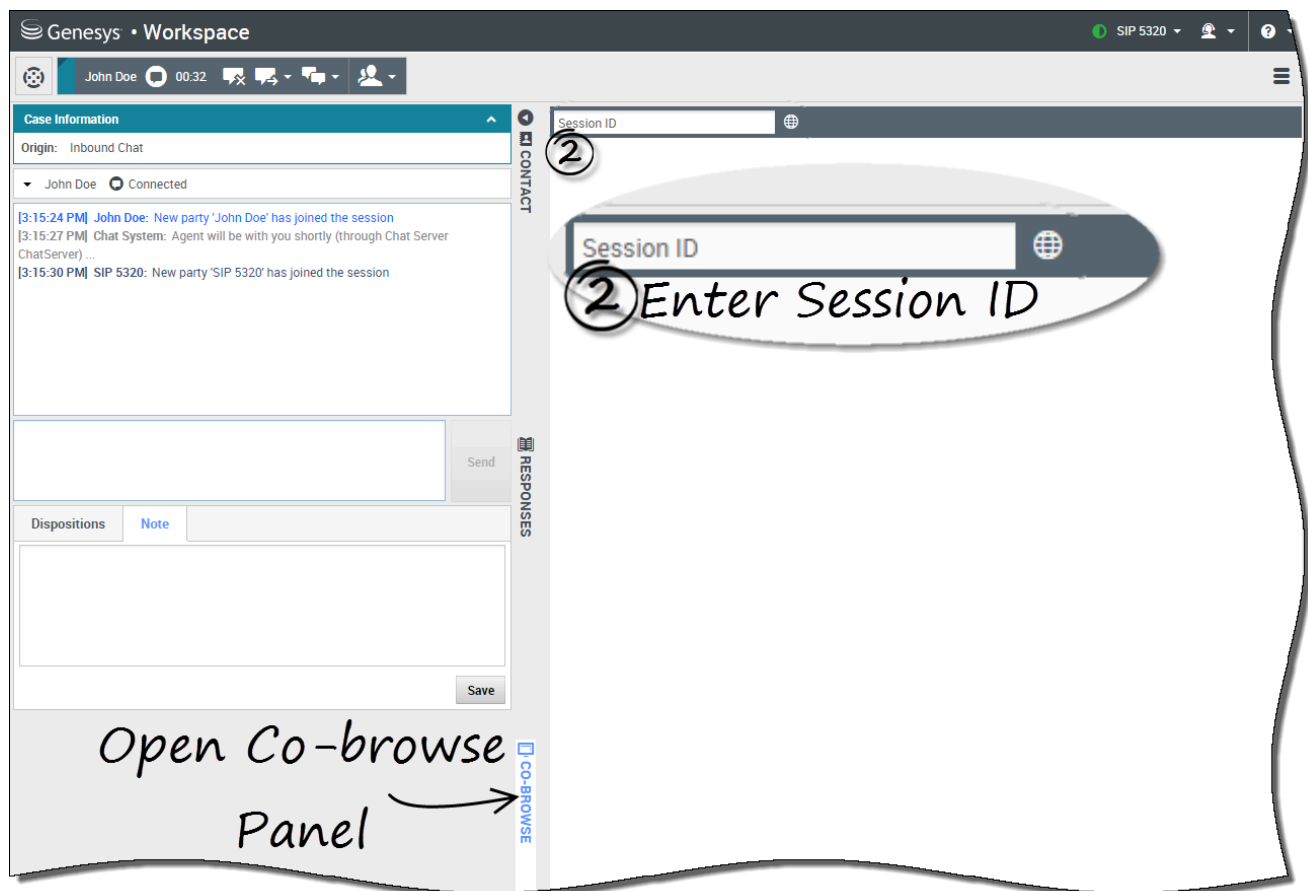 Genesys • Workspace
SIP 5320
?
John Doe 00:32
Case Information
Origin: Inbound Chat
John Doe Connected
[3:15:24 PM] John Doe: New party 'John Doe' has joined the session
[3:15:27 PM] Chat System: Agent will be with you shortly (through Chat Server
ChatServer) ...
[3:15:30 PM] SIP 5320: New party 'SIP 5320' has joined the session
Send
Dispositions Note
Save
Open Co-browse
Panel
CONTACT
RESPONSES
CO-BROWSE
Session ID
2
Session ID
2 Enter Session ID